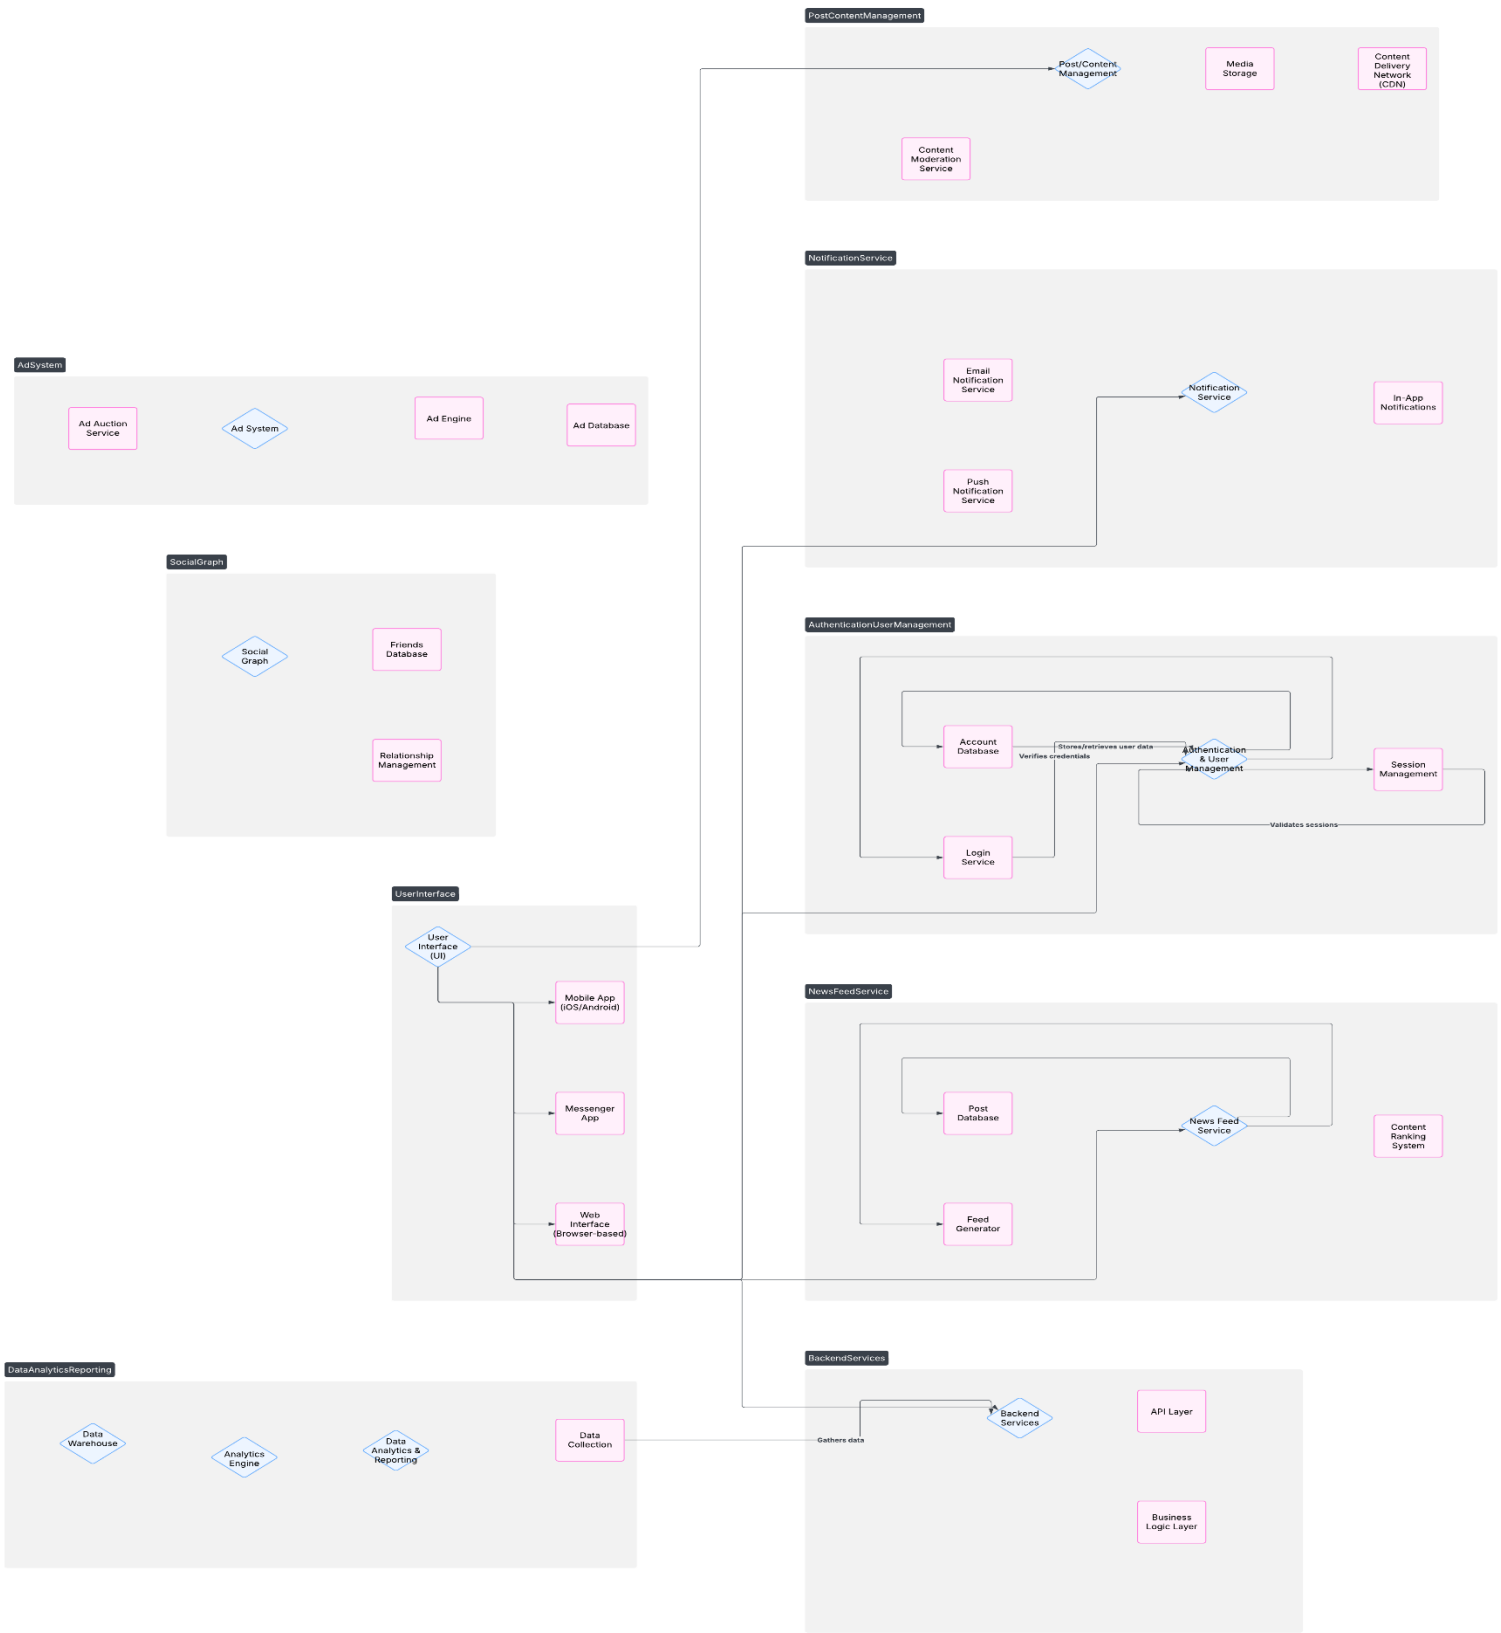 PostContentManagement
Post/Content
Management
Media
Storage
Content
Delivery
Network
(CDN)
Content
Moderation
Service
NotificationService
Email
Notification
Service
Notification
Service
In-App
Notifications
Push
Notification
Service
AdSystem
Ad Auction
Service
Ad System
Ad Engine
Ad Database
SocialGraph
Social
Graph
Friends
Database
Relationship
Management
AuthenticationUserManagement
Account
Database
Stores/retrieves user data
Verifies credentials
Authentication
& User
Management
Session
Management
Validates sessions
Login
Service
UserInterface
User
Interface
(UI)
Mobile App
(iOS/Android)
Messenger
App
Web
Interface
(Browser-based)
NewsFeedService
Post
Database
News Feed
Service
Content
Ranking
System
Feed
Generator
DataAnalyticsReporting
Data
Warehouse
Analytics
Engine
Data
Analytics &
Reporting
Data
Collection
BackendServices
Gathers data
Backend
Services
API Layer
Business
Logic Layer